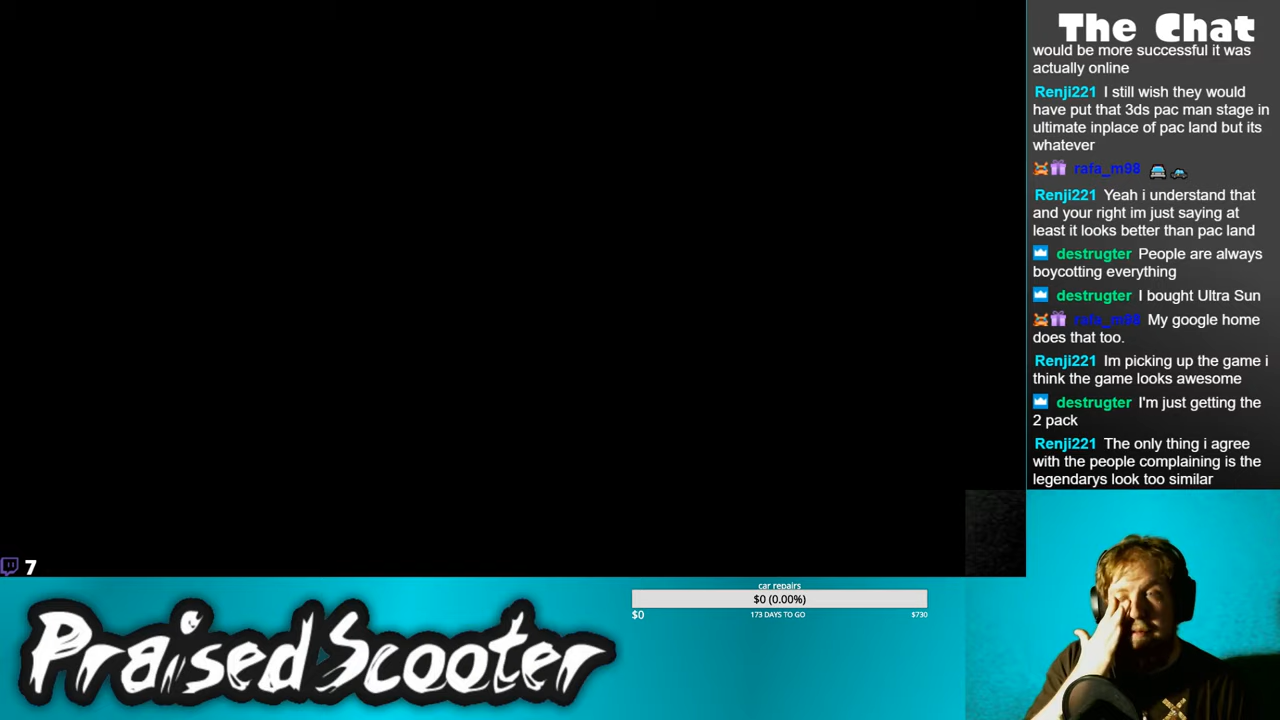 The Chat
would be more successful it was
actually online
Renji221 I still wish they would
have put that 3ds pac man stage in
ultimate inplace of pac land but its
whatever
rafa_m98
Renji221 Yeah i understand that
and your right im just saying at
least it looks better than pac land
destrugter People are always
boycotting everything
destrugter I bought Ultra Sun
rafa_m98 My google home
does that too.
Renji221 Im picking up the game i
think the game looks awesome
destrugter I'm just getting the
2 pack
Renji221 The only thing i agree
with the people complaining is the
legendarys look too similar
7
car repairs
$0 (0.00%)
$0 173 DAYS TO GO $730
PraisedScooter